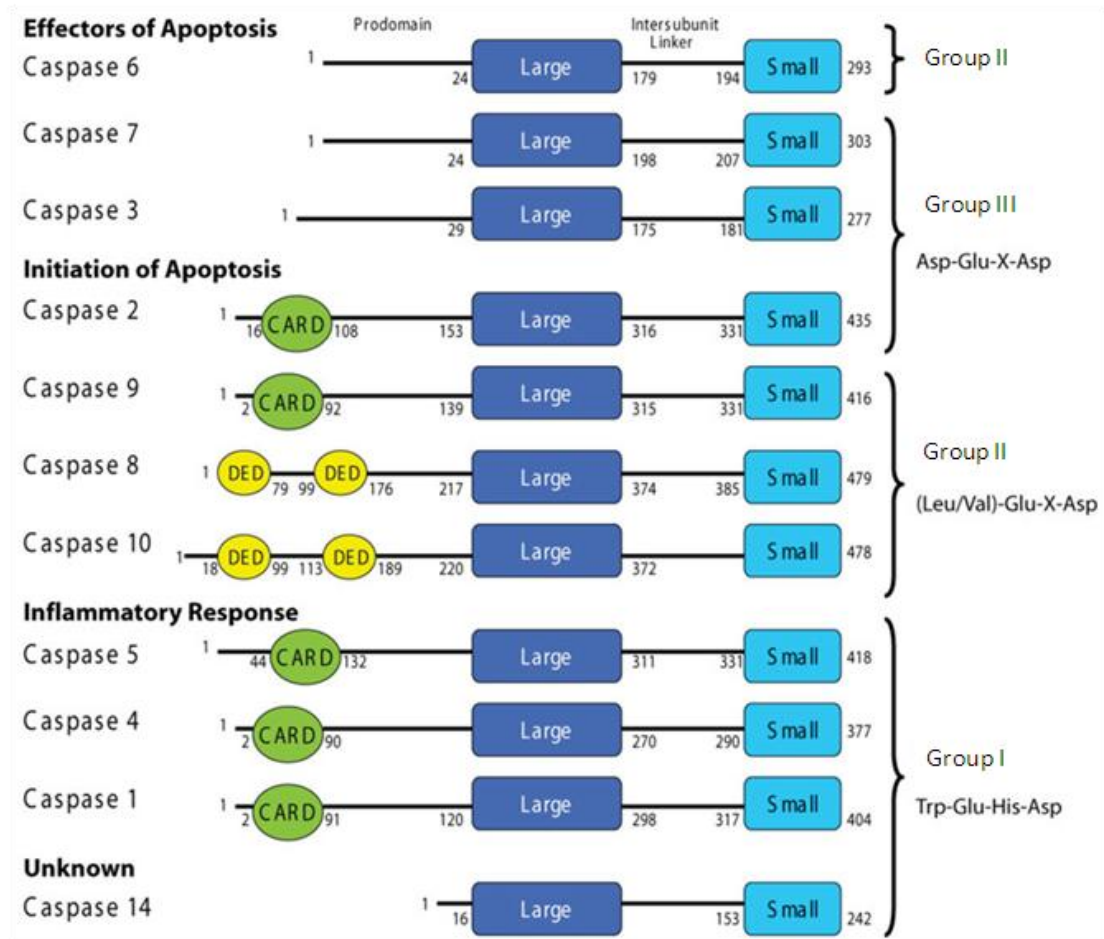 Effectors of Apoptosis
Prodomain
Intersubunit
Linker
Caspase 6
1
24
Large
179
194
Small
293
Group II
Caspase 7
1
24
Large
198
207
Small
303
Caspase 3
1
29
Large
175
181
Small
277
Group III
Asp-Glu-X-Asp
Initiation of Apoptosis
Caspase 2
1
16
CARD
108
153
Large
316
331
Small
435
Caspase 9
1
2
CARD
92
139
Large
315
331
Small
416
Caspase 8
1
DED
79
99
DED
176
217
Large
374
385
Small
479
Group II
(Leu/Val)-Glu-X-Asp
Caspase 10
1
18
DED
99
113
DED
189
220
Large
372
Small
478
Inflammatory Response
Caspase 5
1
44
CARD
132
Large
311
331
Small
418
Caspase 4
1
2
CARD
90
Large
270
290
Small
377
Caspase 1
1
2
CARD
91
120
Large
298
317
Small
404
Group I
Trp-Glu-His-Asp
Unknown
Caspase 14
1
16
Large
153
Small
242